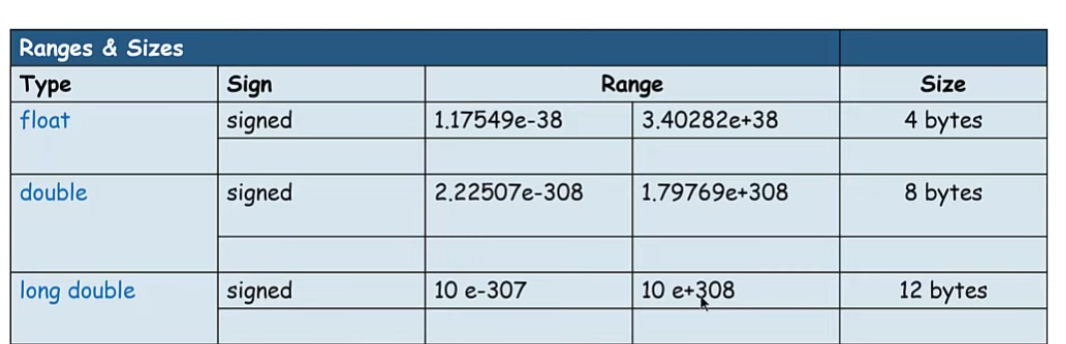 Ranges & Sizes
Type Sign Range Size
float signed 1.17549e-38 3.40282e+38 4 bytes
double signed 2.22507e-308 1.79769e+308 8 bytes
long double signed 10 e-307 10 e+308 12 bytes